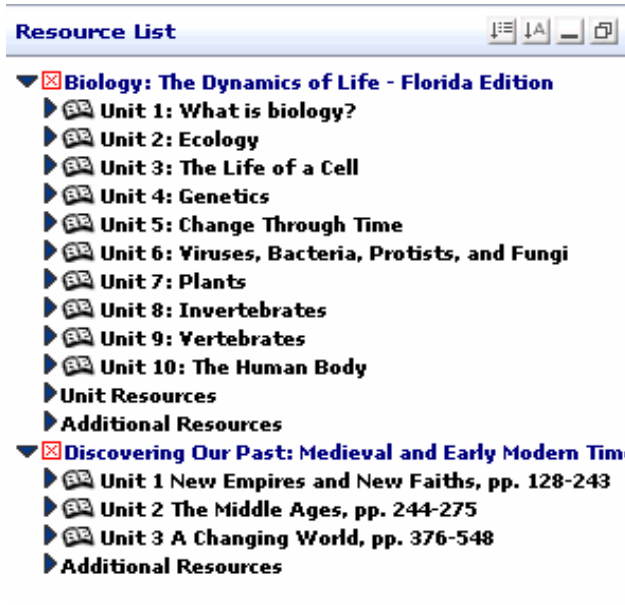 Resource List
Biology: The Dynamics of Life - Florida Edition
Unit 1: What is biology?
Unit 2: Ecology
Unit 3: The Life of a Cell
Unit 4: Genetics
Unit 5: Change Through Time
Unit 6: Viruses, Bacteria, Protists, and Fungi
Unit 7: Plants
Unit 8: Invertebrates
Unit 9: Vertebrates
Unit 10: The Human Body
Unit Resources
Additional Resources
Discovering Our Past: Medieval and Early Modern Tim
Unit 1 New Empires and New Faiths, pp. 128-243
Unit 2 The Middle Ages, pp. 244-275
Unit 3 A Changing World, pp. 376-548
Additional Resources